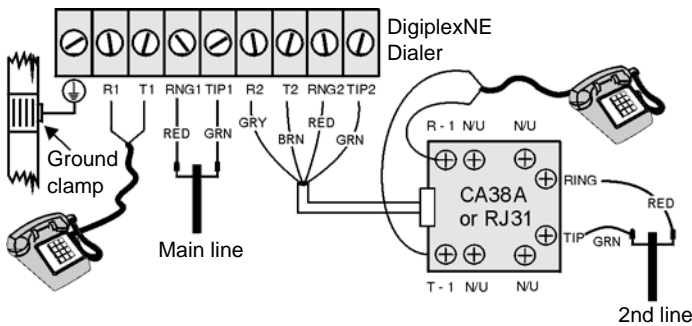 DigiplexNE
Dialer
R1 T1 RNG1 TIP1 R2 T2 RNG2 TIP2
RED GRN GRY BRN RED GRN
Ground
clamp
Main line
R - 1 N/U N/U
CA38A
or RJ31
RING
RED
TIP GRN
T - 1 N/U N/U
2nd line